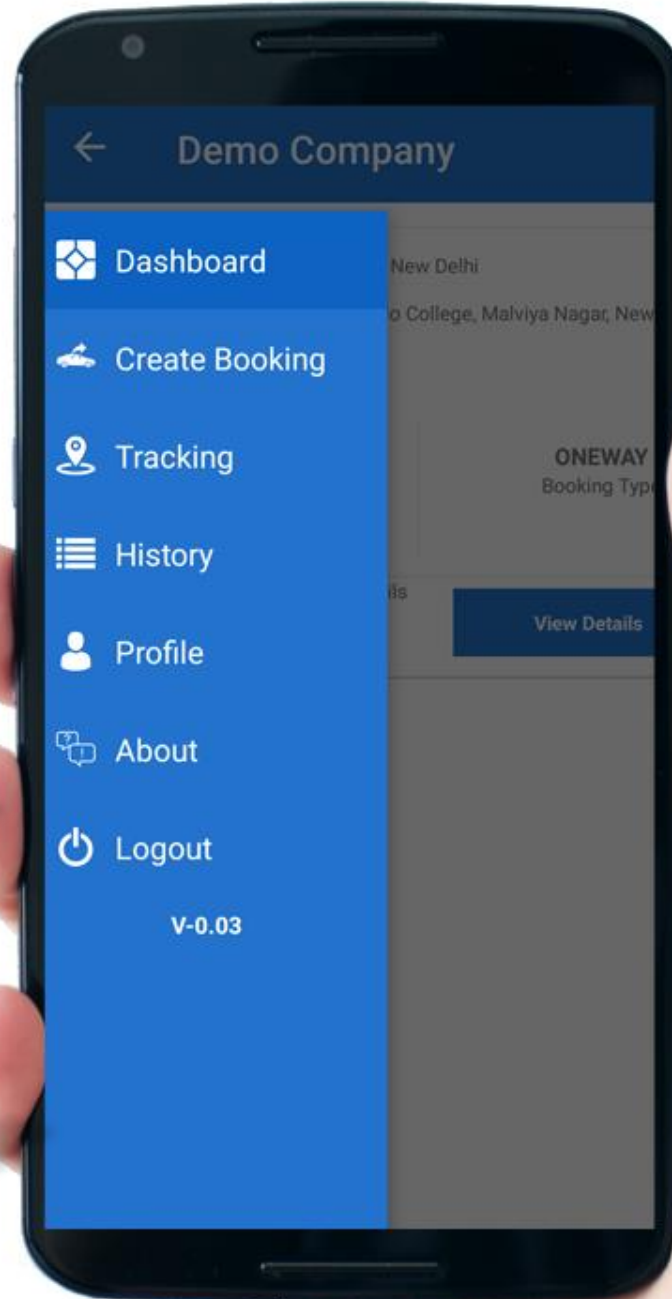 Demo Company
Dashboard
New Delhi
o College, Malviya Nagar, New
Create Booking
Tracking
ONEWAY
Booking Type
History
ils
View Details
Profile
About
Logout
V-0.03